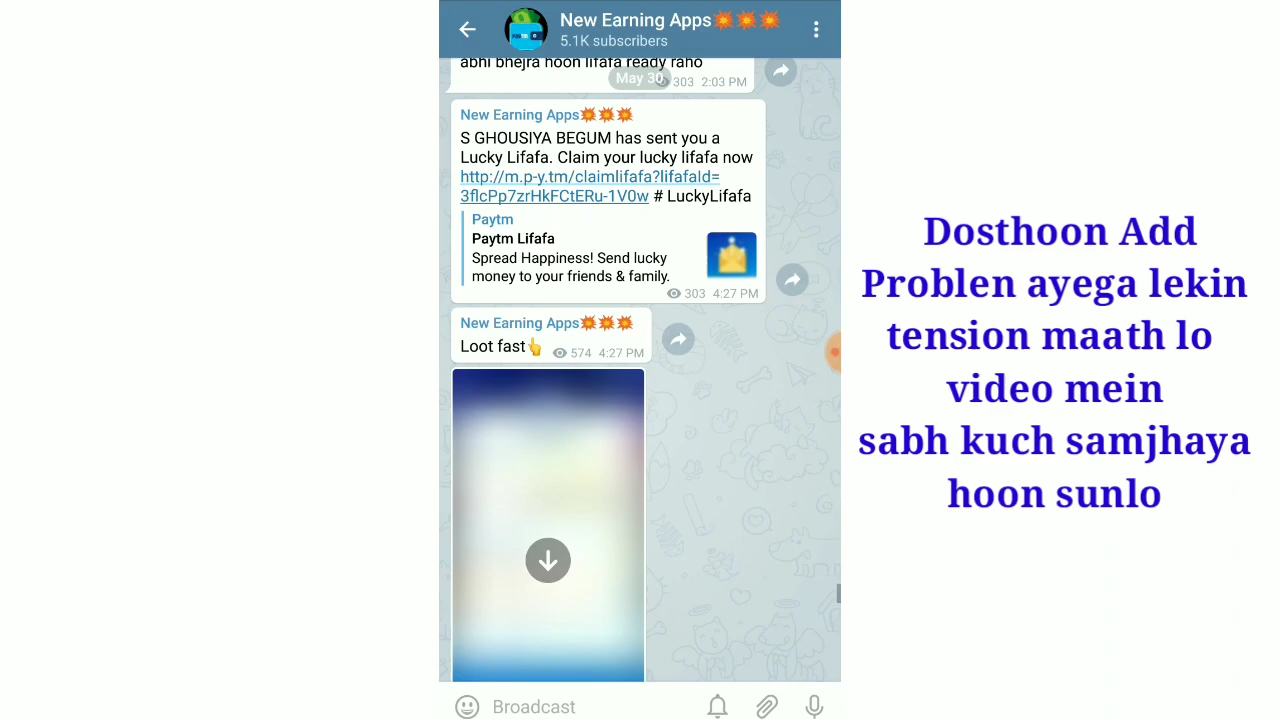 New Earning Apps💥💥💥
5.1K subscribers
abhi bhejra hoon lifafa ready raho
May 30
303 2:03 PM
New Earning Apps💥💥💥
S GHOUSIYA BEGUM has sent you a
Lucky Lifafa. Claim your lucky lifafa now
http://m.p-y.tm/claimlifafa?lifafaId=
3flcPp7zrHkFCtERu-1V0w # LuckyLifafa
Paytm
Paytm Lifafa
Spread Happiness! Send lucky
money to your friends & family.
303 4:27 PM
New Earning Apps💥💥💥
Loot fast👆 574 4:27 PM
Broadcast
Dosthoon Add
Problen ayega lekin
tension maath lo
video mein
sabh kuch samjhaya
hoon sunlo